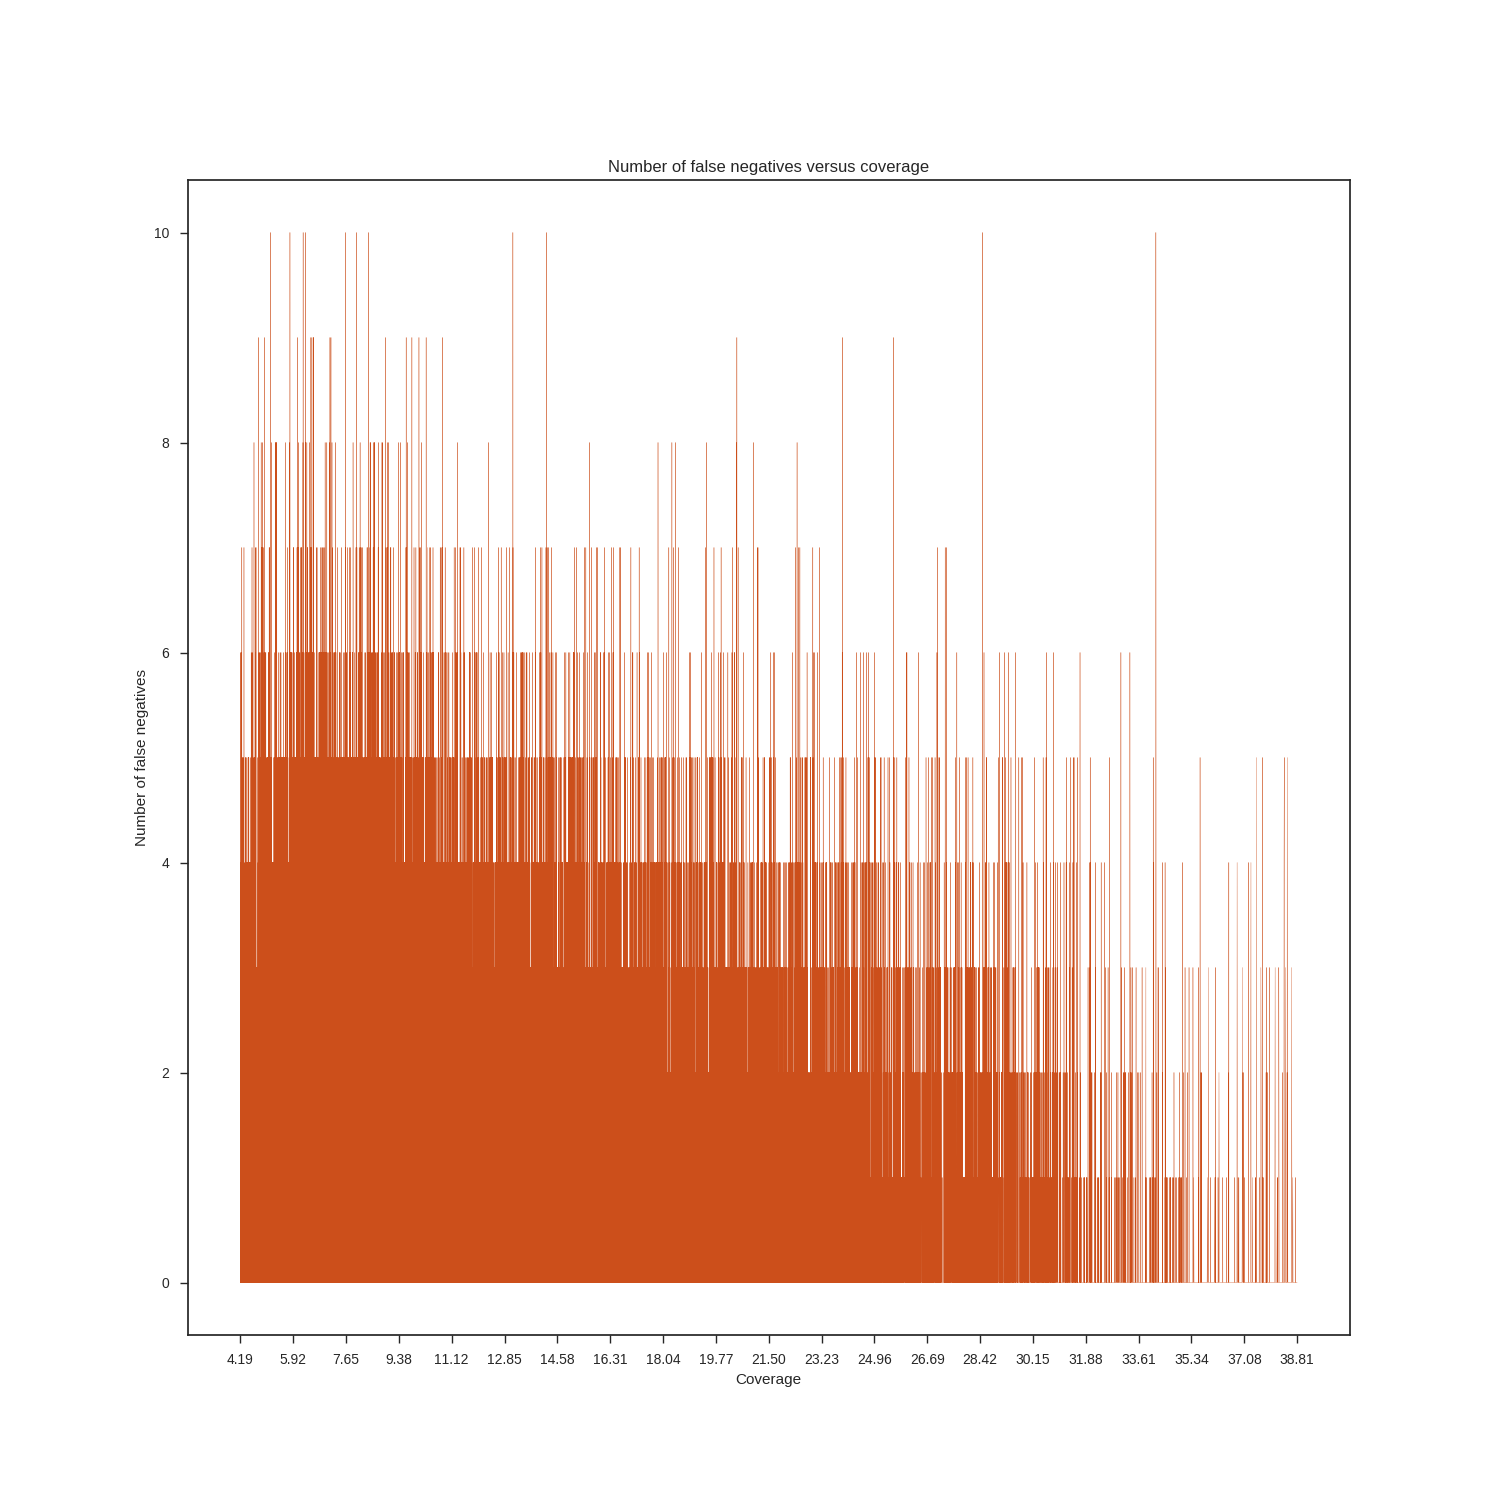 Number of false negatives versus coverage
10
8
6
4
2
0
Number of false negatives
4.19 5.92 7.65 9.38 11.12 12.85 14.58 16.31 18.04 19.77 21.50 23.23 24.96 26.69 28.42 30.15 31.88 33.61 35.34 37.08 38.81
Coverage